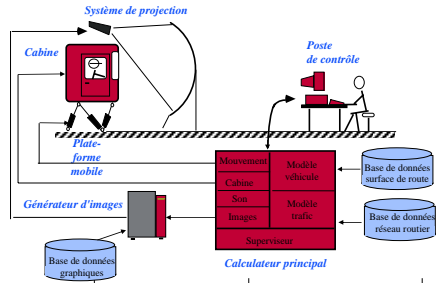 Système de projection
Cabine
Poste
de contrôle
Plate-
forme
mobile
Mouvement
Cabine
Son
Images
Modèle
véhicule
Modèle
trafic
Superviseur
Base de données
surface de route
Base de données
réseau routier
Générateur d'images
Base de données
graphiques
Calculateur principal